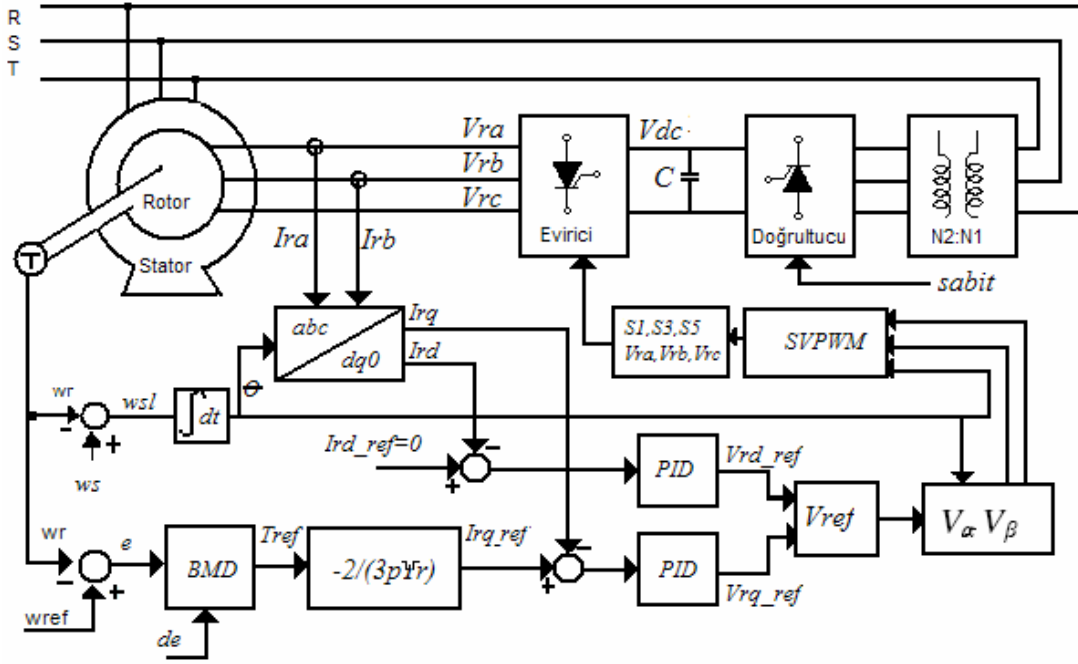 R
S
T
Vra
Vrb
Vrc
Vdc
C
Rotor
Stator
T
Evirici
Doğrultucu
N2:N1
Ira
Irb
sabit
abc
dq0
Irq
Ird
S1,S3,S5
Vra,Vrb,Vrc
SVPWM
wr
-
wsl
+
ws
∫dt
Ird_ref=0
-
+
PID
Vrd_ref
Vref
Vα Vβ
wr
-
e
+
wref
BMD
de
Tref
Irq_ref
-
+
PID
Vrq_ref